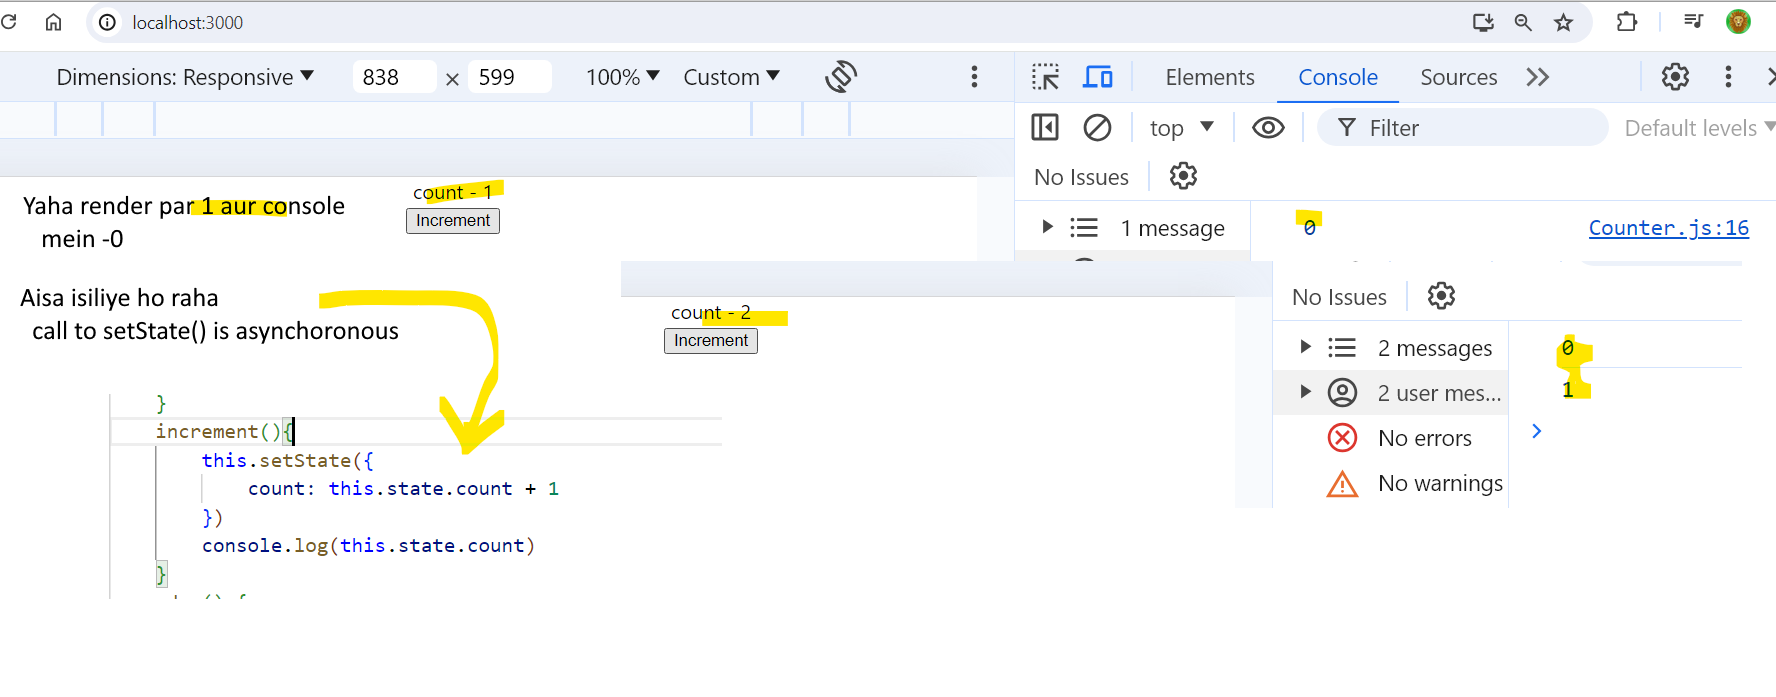 localhost:3000
Dimensions: Responsive 838 × 599 100% Custom
Elements Console Sources
top Filter Default levels
No Issues
Yaha render par 1 aur console
mein -0
count - 1
Increment
1 message
0 Counter.js:16
Aisa isiliye ho raha
call to setState() is asynchoronous
count - 2
Increment
No Issues
2 messages
0
2 user mes...
1
No errors
No warnings
}
increment(){
this.setState({
count: this.state.count + 1
})
console.log(this.state.count)
}